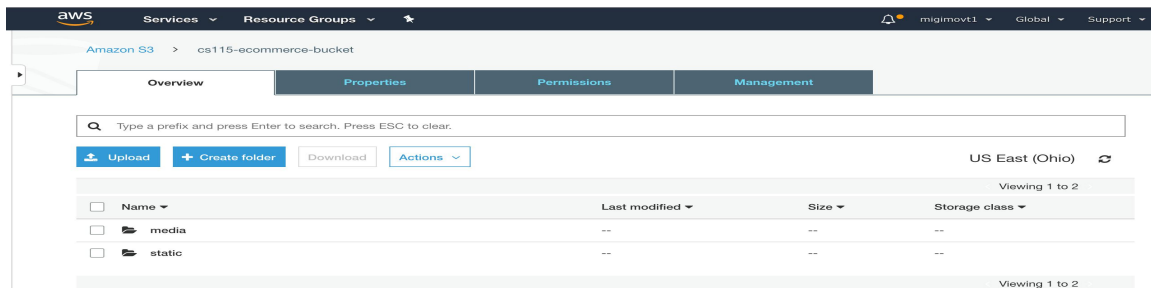 aws Services Resource Groups migimovt1 Global Support
Amazon S3 > cs115-ecommerce-bucket
Overview Properties Permissions Management
Type a prefix and press Enter to search. Press ESC to clear.
Upload + Create folder Download Actions US East (Ohio)
Viewing 1 to 2
Name Last modified Size Storage class
media -- -- --
static -- -- --
Viewing 1 to 2